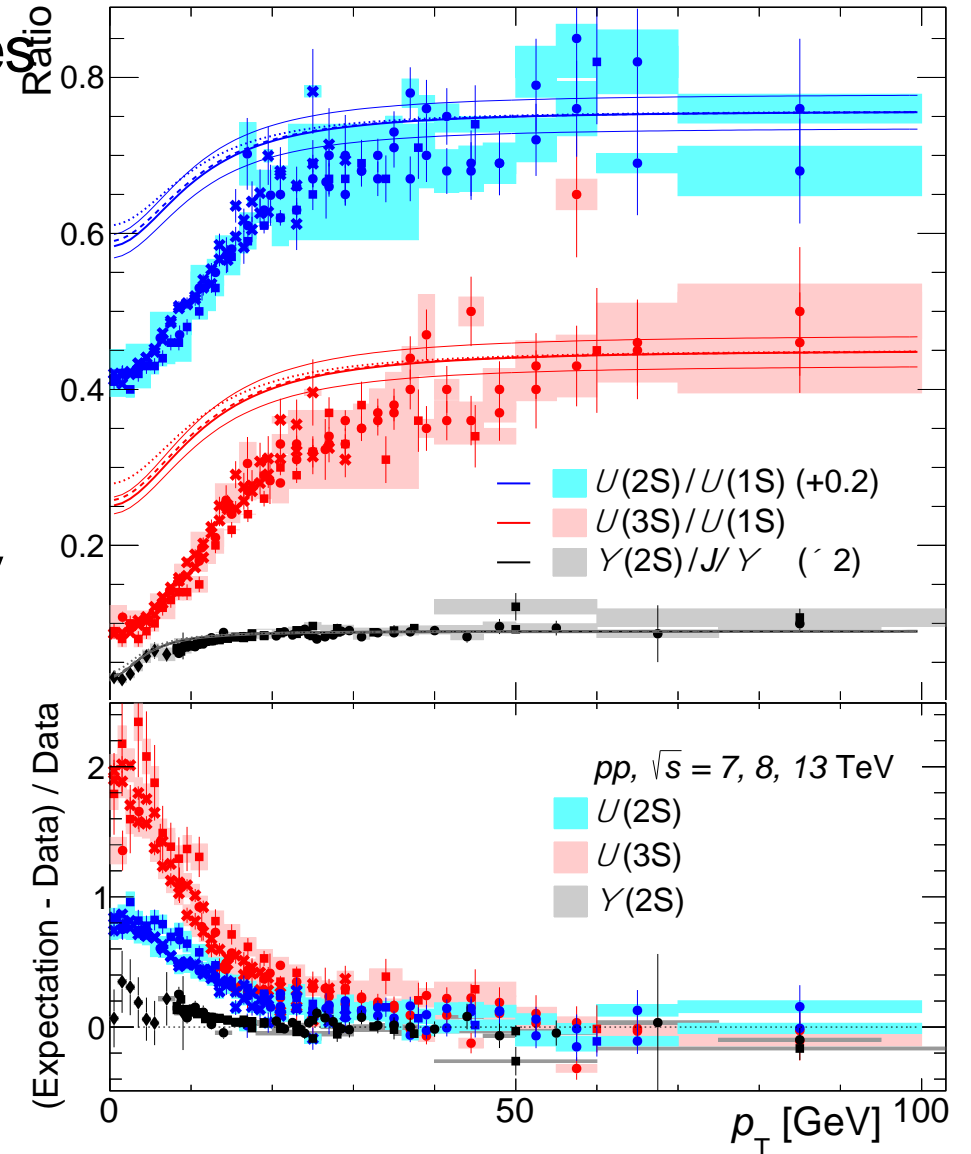 es
Ratio
0.8
0.6
0.4
0.2
U(2S)/U(1S) (+0.2)
U(3S)/U(1S)
Y(2S)/J/Y (´ 2)
(Expectation - Data) / Data
2
1
0
pp, √s = 7, 8, 13 TeV
U(2S)
U(3S)
Y(2S)
0 50 100
p_T [GeV]